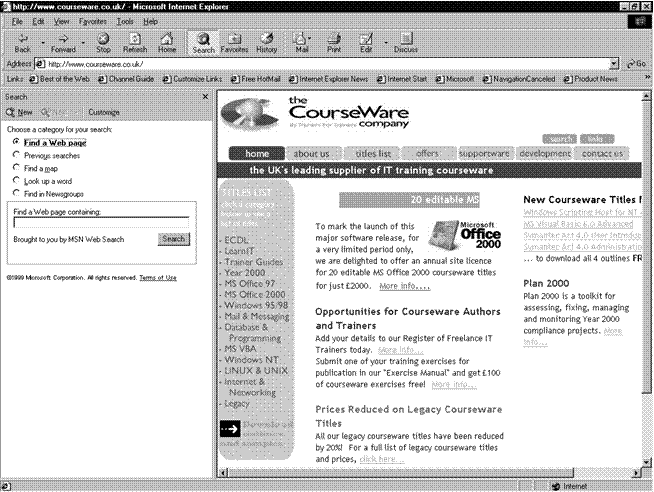 http://www.courseware.co.uk/ - Microsoft Internet Explorer
File Edit View Favorites Tools Help
Back Forward Stop Refresh Home Search Favorites History Mail Print Edit Discuss
Address http://www.courseware.co.uk/ Go
Links Best of the Web Channel Guide Customize Links Free HotMail Internet Explorer News Internet Start Microsoft NavigationCanceled Product News
Search
New Customize
Choose a category for your search:
Find a Web page
Previous searches
Find a map
Look up a word
Find in Newsgroups
Find a Web page containing:
Brought to you by MSN Web Search Search
©1999 Microsoft Corporation. All rights reserved. Terms of Use
the
CourseWare
By Trainers for Trainers company
search links
home about us titles list offers supportware development contact us
the UK's leading supplier of IT training courseware
TITLES LIST
click a category
below to see a
list of titles
- ECDL
- LearnIT
- Trainer Guides
- Year 2000
- MS Office 97
- MS Office 2000
- Windows 95/98
- Mail & Messaging
- Database &
Programming
- MS VBA
- Windows NT
- LINUX & UNIX
- Internet &
Networking
- Legacy
Download
outlines
and samples
20 editable MS
To mark the launch of this
major software release, for
a very limited period only,
we are delighted to offer an annual site licence
for 20 editable MS Office 2000 courseware titles
for just £2000. More info....
Microsoft
Office
2000
Opportunities for Courseware Authors
and Trainers
Add your details to our Register of Freelance IT
Trainers today. More info...
Submit one of your training exercises for
publication in our "Exercise Manual" and get £100
of courseware exercises free! More info...
Prices Reduced on Legacy Courseware
Titles
All our legacy courseware titles have been reduced
by 20%! For a full list of legacy courseware titles
and prices, click here...
New Courseware Titles
Windows Scripting Host for NT
MS Visual Basic 6.0 Advanced
Symantec Act 4.0 User Introduc
Symantec Act 4.0 Administratio
... to download all 4 outlines FR
Plan 2000
Plan 2000 is a toolkit for
assessing, fixing, managing
and monitoring Year 2000
compliance projects. More
info...
Internet